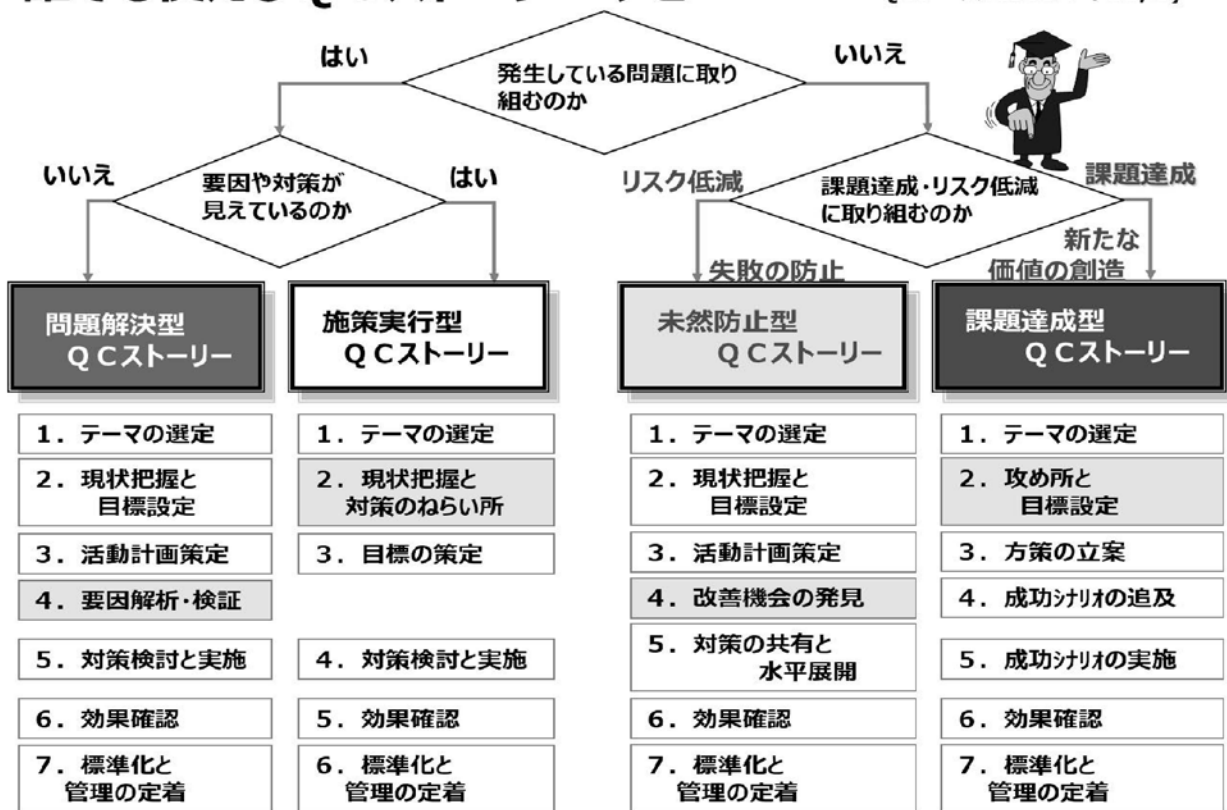 発生している問題に取り
組むのか
はい
いいえ
要因や対策が
見えているのか
いいえ
はい
課題達成・リスク低減
に取り組むのか
リスク低減
課題達成
失敗の防止
新たな
価値の創造
問題解決型
QCストーリー
1. テーマの選定
2. 現状把握と
目標設定
3. 活動計画策定
4. 要因解析・検証
5. 対策検討と実施
6. 効果確認
7. 標準化と
管理の定着
施策実行型
QCストーリー
1. テーマの選定
2. 現状把握と
対策のねらい所
3. 目標の策定
4. 対策検討と実施
5. 効果確認
6. 標準化と
管理の定着
未然防止型
QCストーリー
1. テーマの選定
2. 現状把握と
目標設定
3. 活動計画策定
4. 改善機会の発見
5. 対策の共有と
水平展開
6. 効果確認
7. 標準化と
管理の定着
課題達成型
QCストーリー
1. テーマの選定
2. 攻め所と
目標設定
3. 方策の立案
4. 成功シナリオの追及
5. 成功シナリオの実施
6. 効果確認
7. 標準化と
管理の定着